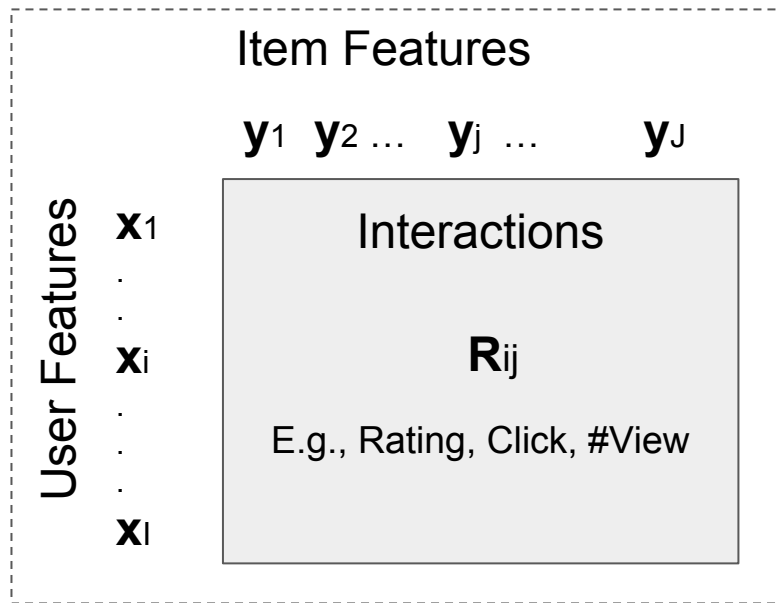 Item Features
y1 y2 ... yj ... yJ
User Features
x1
.
.
xi
.
.
.
xI
Interactions
Rij
E.g., Rating, Click, #View